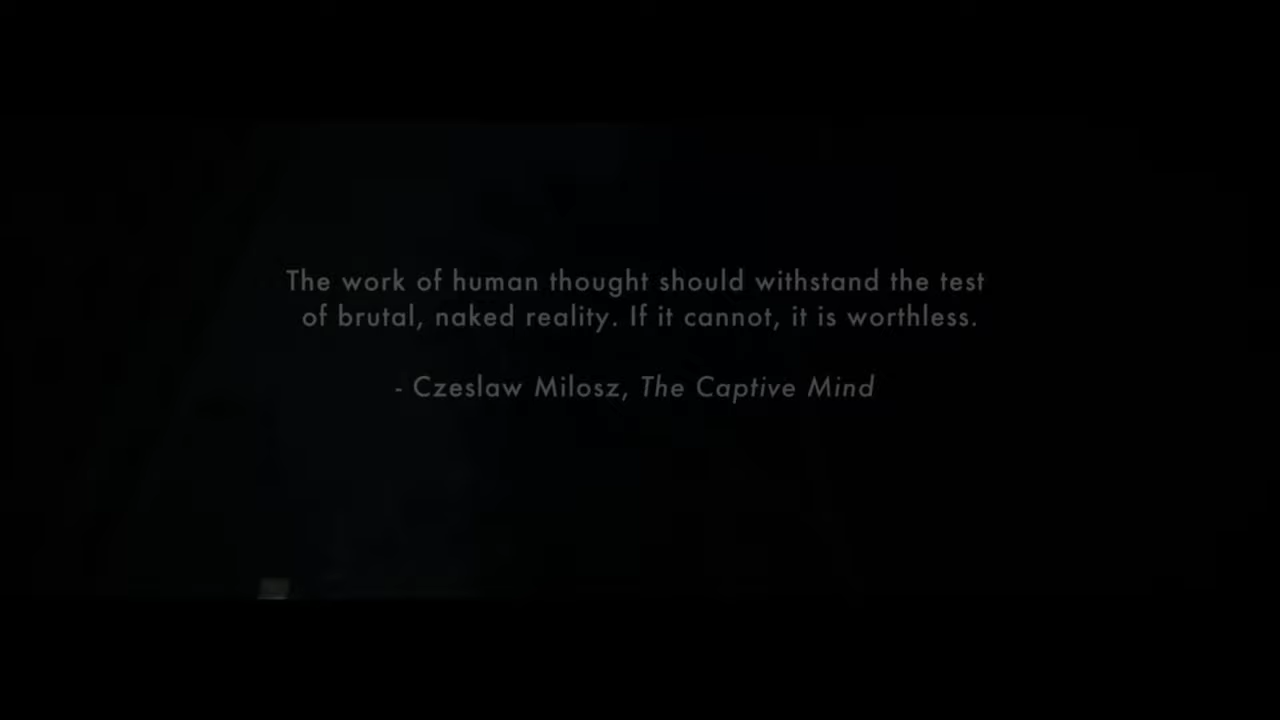 The work of human thought should withstand the test
of brutal, naked reality. If it cannot, it is worthless.
- Czeslaw Milosz, The Captive Mind